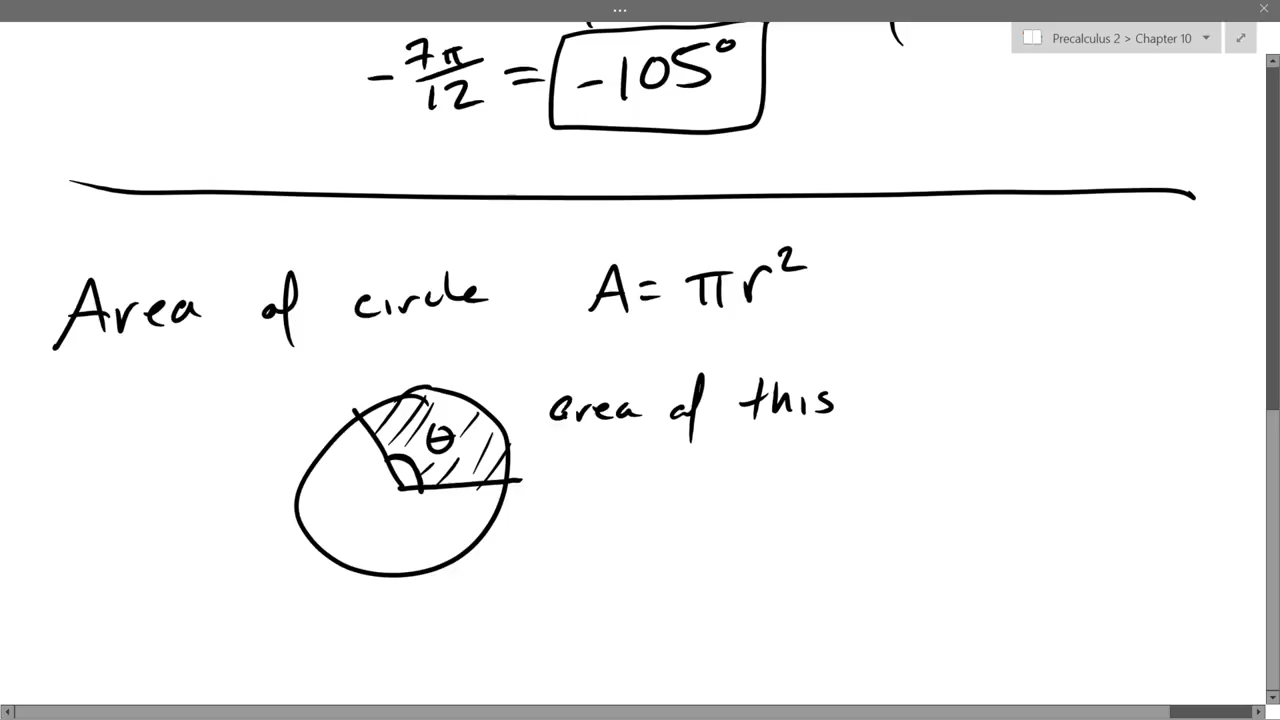 ...
Precalculus 2 > Chapter 10
- 7π/12 = -105°
Area of circle A = πr²
area of this
θ